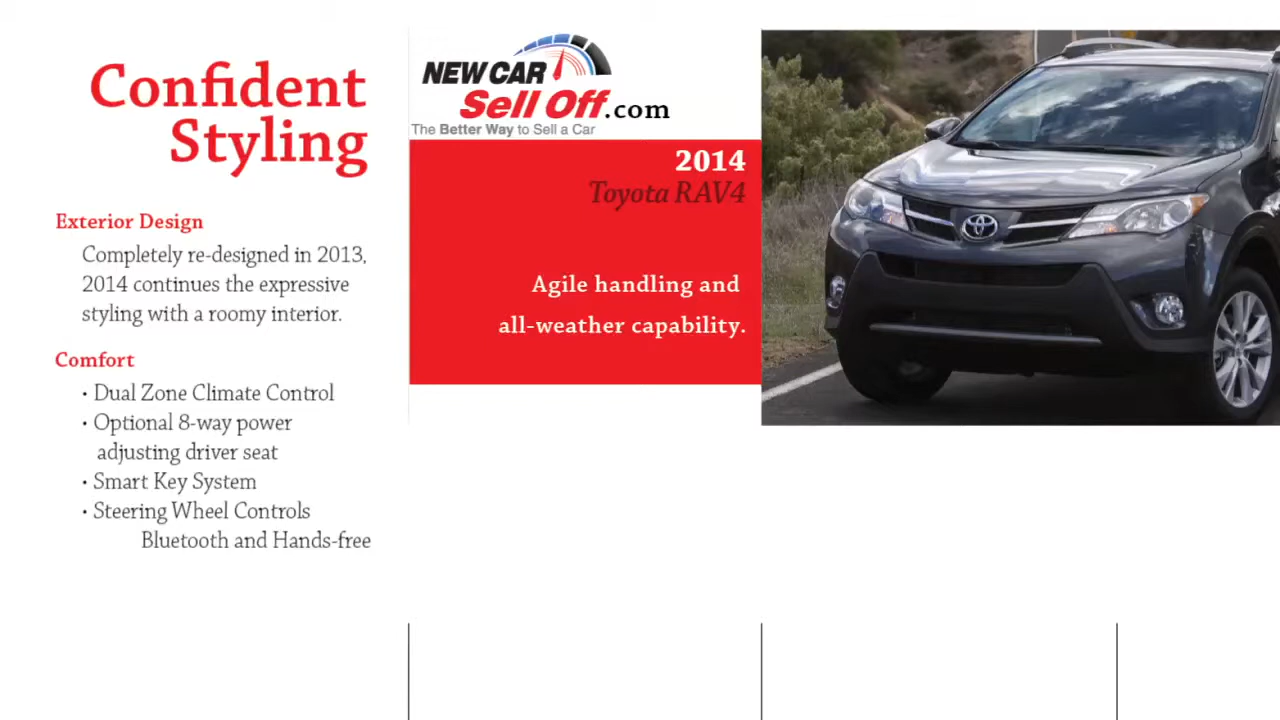 Confident
Styling
Exterior Design
Completely re-designed in 2013,
2014 continues the expressive
styling with a roomy interior.
Comfort
• Dual Zone Climate Control
• Optional 8-way power
adjusting driver seat
• Smart Key System
• Steering Wheel Controls
Bluetooth and Hands-free
NEW CAR
Sell Off.com
The Better Way to Sell a Car
2014
Toyota RAV4
Agile handling and
all-weather capability.